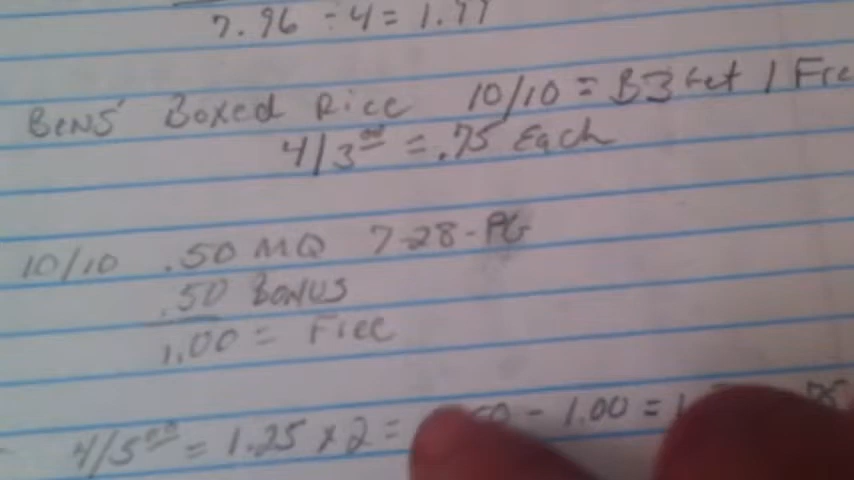 7.96 ÷ 4 = 1.99
BENS' Boxed Rice 10/10 = B3 Get 1 Free
4/3.00 = .75 Each
10/10 .50 MQ 7-28-PG
.50 BONUS
1.00 = Free
4/5.00 = 1.25 x 2 = 50 - 1.00 = 1